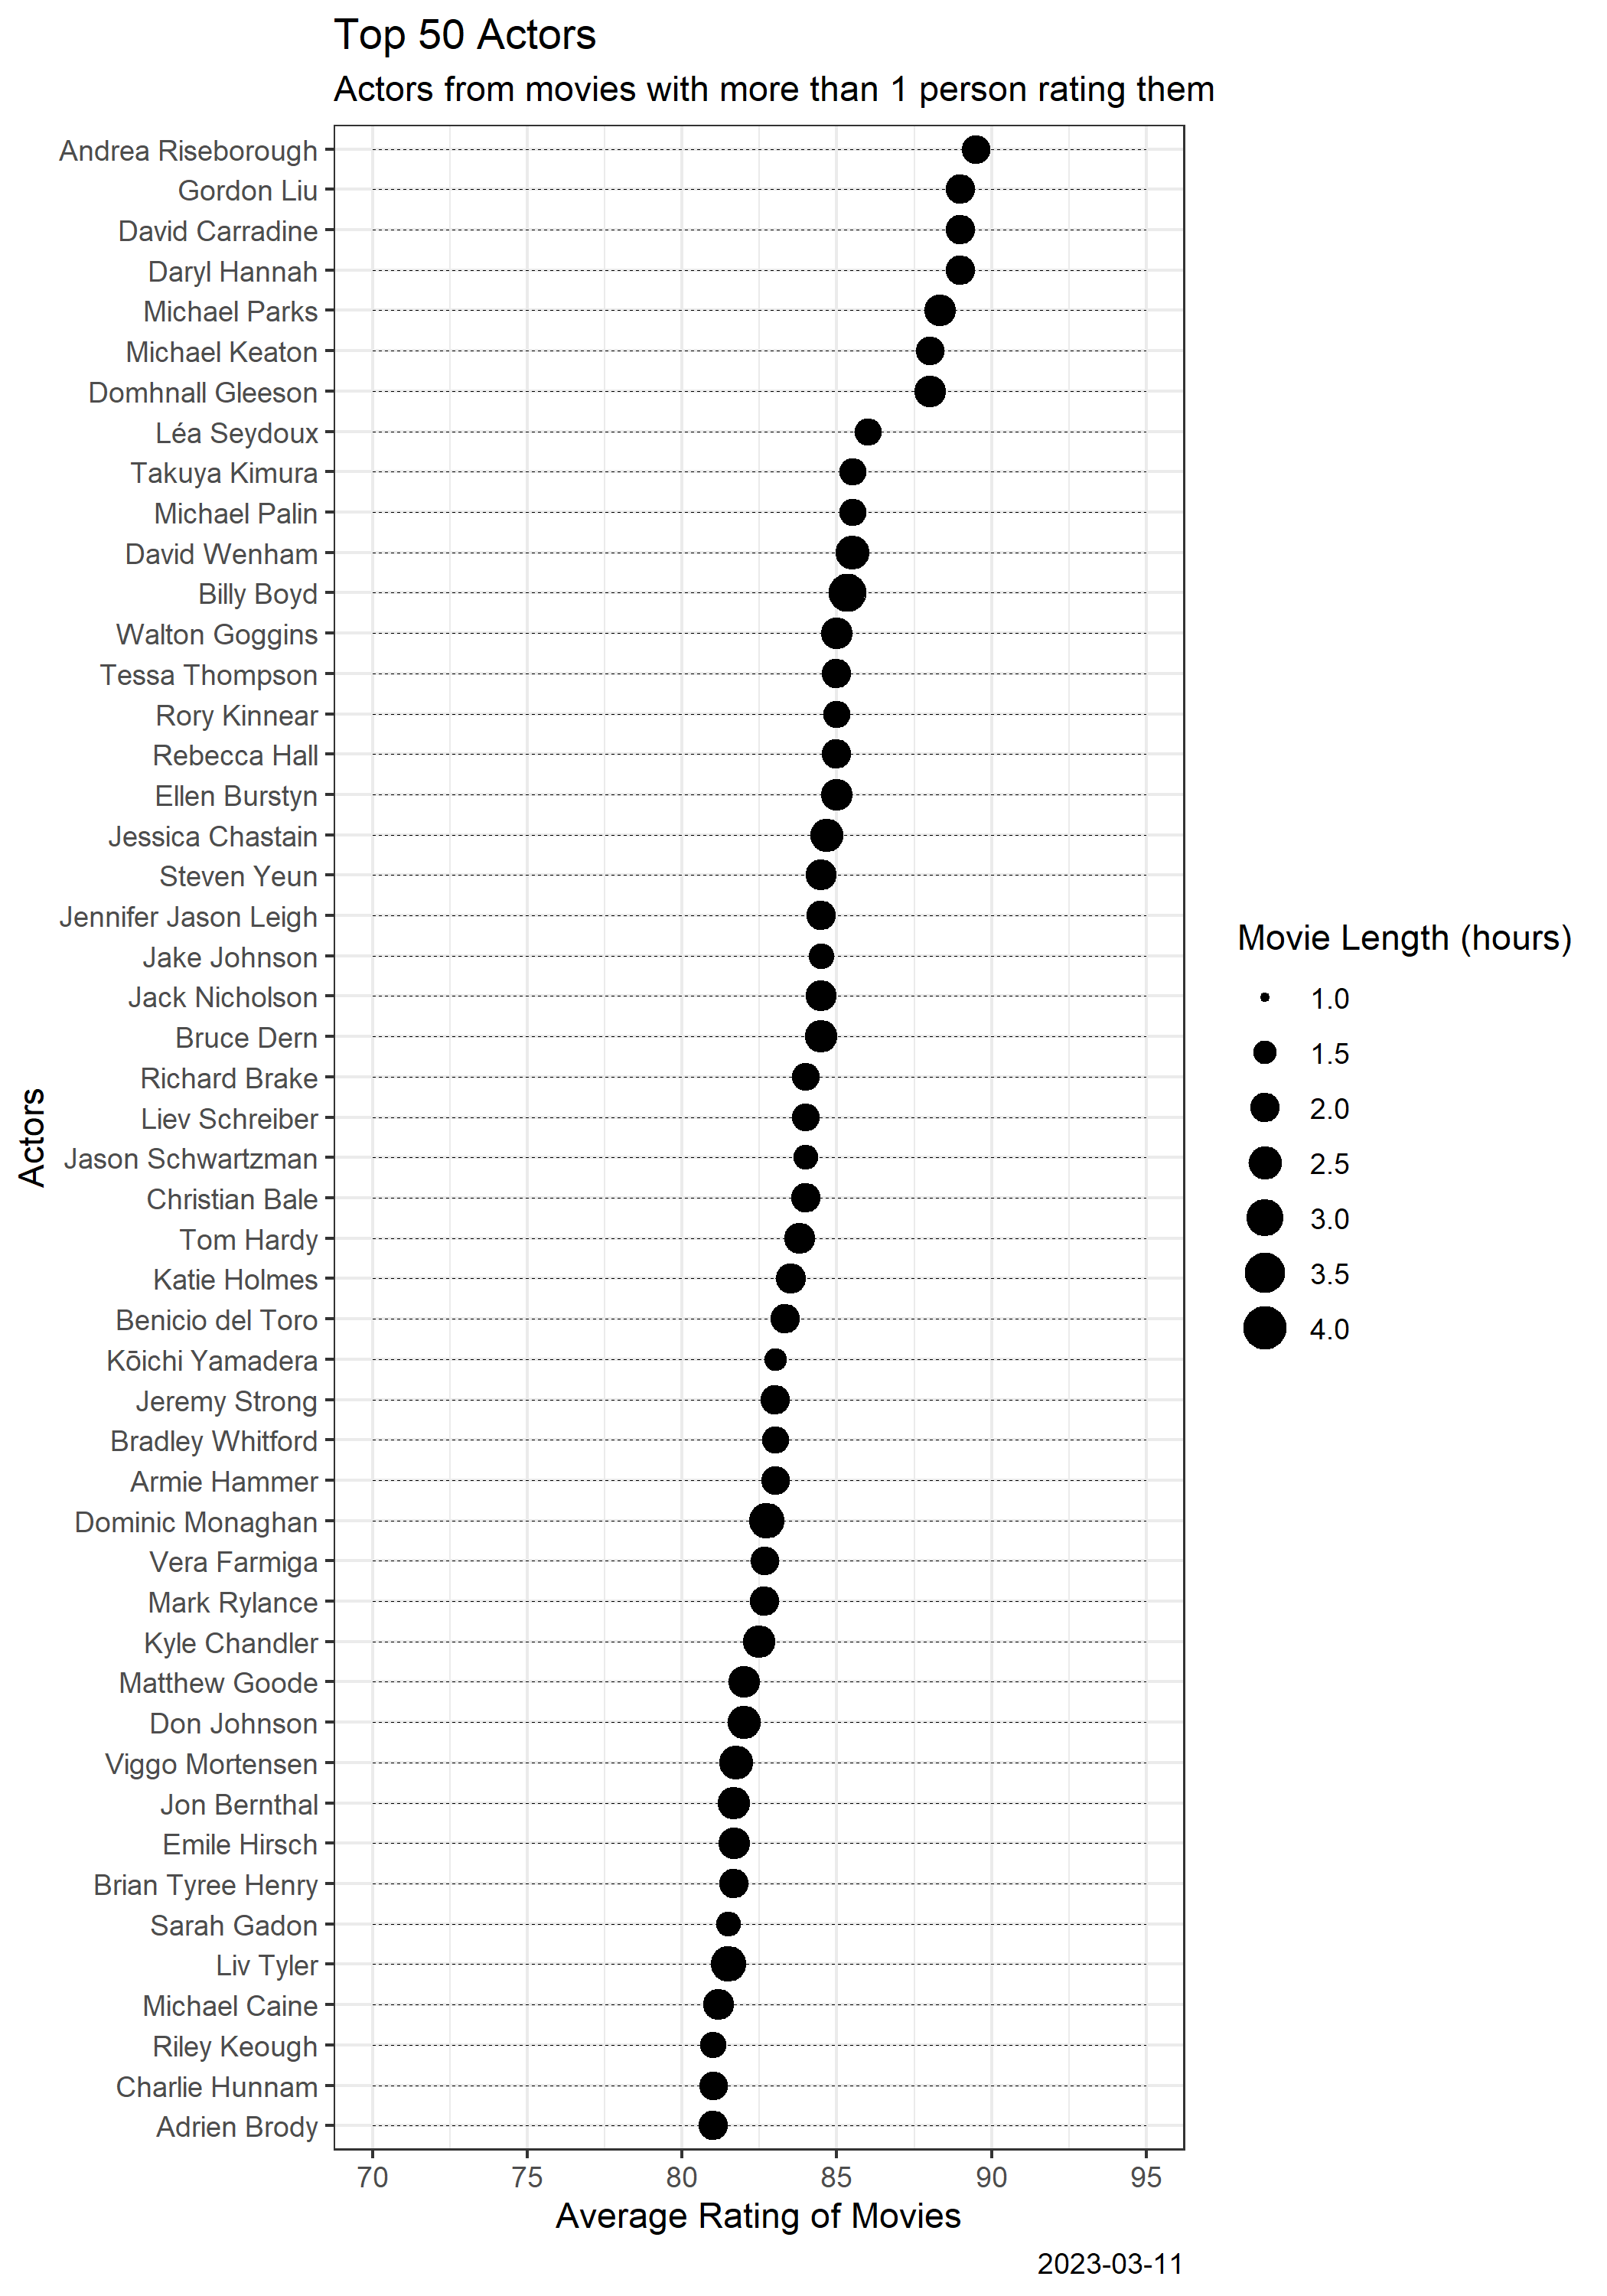 Top 50 Actors
Actors from movies with more than 1 person rating them
Andrea Riseborough
Gordon Liu
David Carradine
Daryl Hannah
Michael Parks
Michael Keaton
Domhnall Gleeson
Léa Seydoux
Takuya Kimura
Michael Palin
David Wenham
Billy Boyd
Walton Goggins
Tessa Thompson
Rory Kinnear
Rebecca Hall
Ellen Burstyn
Jessica Chastain
Steven Yeun
Jennifer Jason Leigh
Jake Johnson
Jack Nicholson
Bruce Dern
Richard Brake
Liev Schreiber
Jason Schwartzman
Christian Bale
Tom Hardy
Katie Holmes
Benicio del Toro
Kōichi Yamadera
Jeremy Strong
Bradley Whitford
Armie Hammer
Dominic Monaghan
Vera Farmiga
Mark Rylance
Kyle Chandler
Matthew Goode
Don Johnson
Viggo Mortensen
Jon Bernthal
Emile Hirsch
Brian Tyree Henry
Sarah Gadon
Liv Tyler
Michael Caine
Riley Keough
Charlie Hunnam
Adrien Brody
Actors
70 75 80 85 90 95
Average Rating of Movies
Movie Length (hours)
1.0
1.5
2.0
2.5
3.0
3.5
4.0
2023-03-11